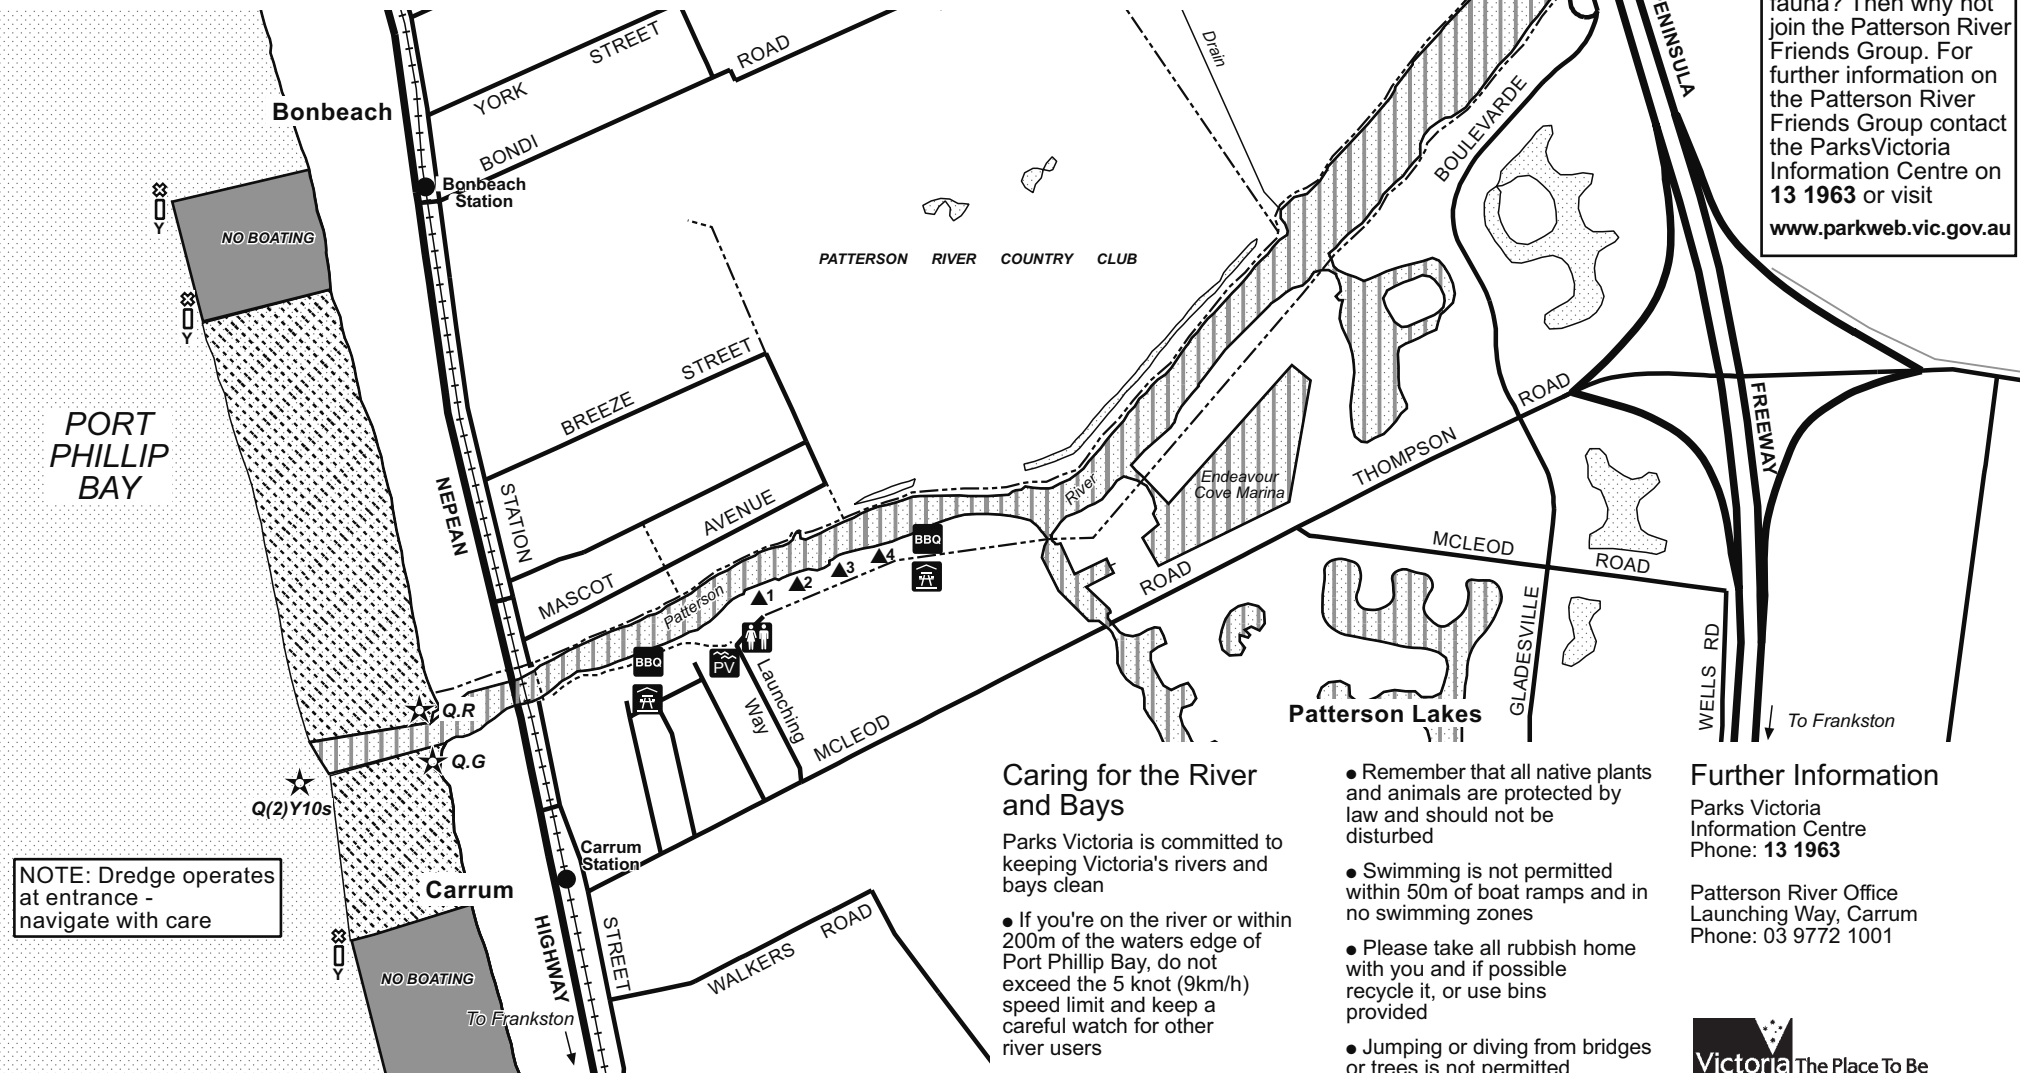 fauna? Then why not
join the Patterson River
Friends Group. For
further information on
the Patterson River
Friends Group contact
the ParksVictoria
Information Centre on
13 1963 or visit
www.parkweb.vic.gov.au
ENINSULA
FREEWAY
Drain
STREET
YORK
ROAD
BONDI
Bonbeach
Bonbeach
Station
NO BOATING
Y
Y
PATTERSON RIVER COUNTRY CLUB
BOULEVARDE
PORT
PHILLIP
BAY
BREEZE STREET
NEPEAN
STATION
MASCOT AVENUE
Patterson
River
Endeavour
Cove Marina
THOMPSON ROAD
ROAD
MCLEOD
ROAD
GLADESVILLE
WELLS RD
To Frankston
Patterson Lakes
BBQ
BBQ
1
2
3
4
PV
Launching
Way
MCLEOD
Q.R
Q.G
Q(2)Y10s
NOTE: Dredge operates
at entrance -
navigate with care
Carrum
Carrum
Station
Y
NO BOATING
HIGHWAY
STREET
To Frankston
WALKERS ROAD
Caring for the River
and Bays
Parks Victoria is committed to
keeping Victoria's rivers and
bays clean
● If you're on the river or within
200m of the waters edge of
Port Phillip Bay, do not
exceed the 5 knot (9km/h)
speed limit and keep a
careful watch for other
river users
● Remember that all native plants
and animals are protected by
law and should not be
disturbed
● Swimming is not permitted
within 50m of boat ramps and in
no swimming zones
● Please take all rubbish home
with you and if possible
recycle it, or use bins
provided
● Jumping or diving from bridges
or trees is not permitted
Further Information
Parks Victoria
Information Centre
Phone: 13 1963
Patterson River Office
Launching Way, Carrum
Phone: 03 9772 1001
Victoria The Place To Be